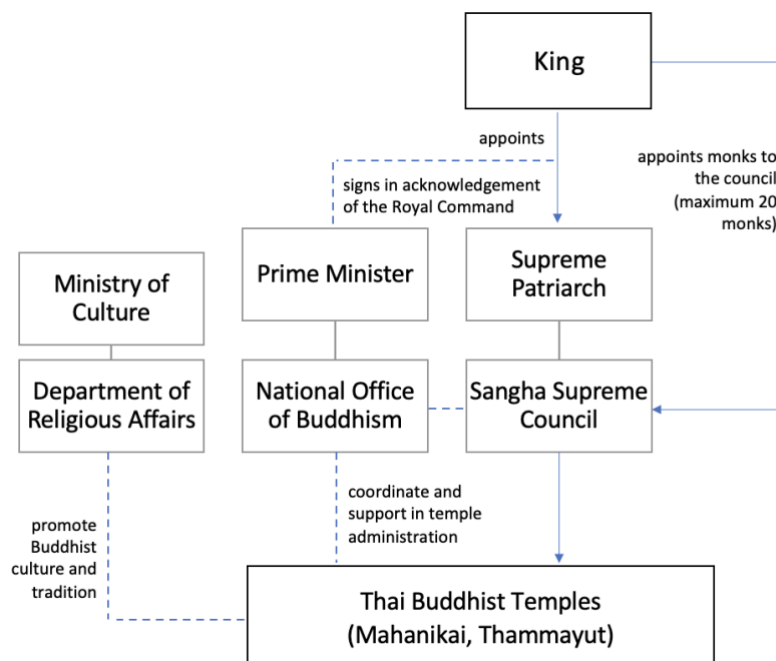 King
appoints
appoints monks to
the council
(maximum 20
monks)
signs in acknowledgement
of the Royal Command
Ministry of
Culture
Prime Minister
Supreme
Patriarch
Department of
Religious Affairs
National Office
of Buddhism
Sangha Supreme
Council
promote
Buddhist
culture and
tradition
coordinate and
support in temple
administration
Thai Buddhist Temples
(Mahanikai, Thammayut)